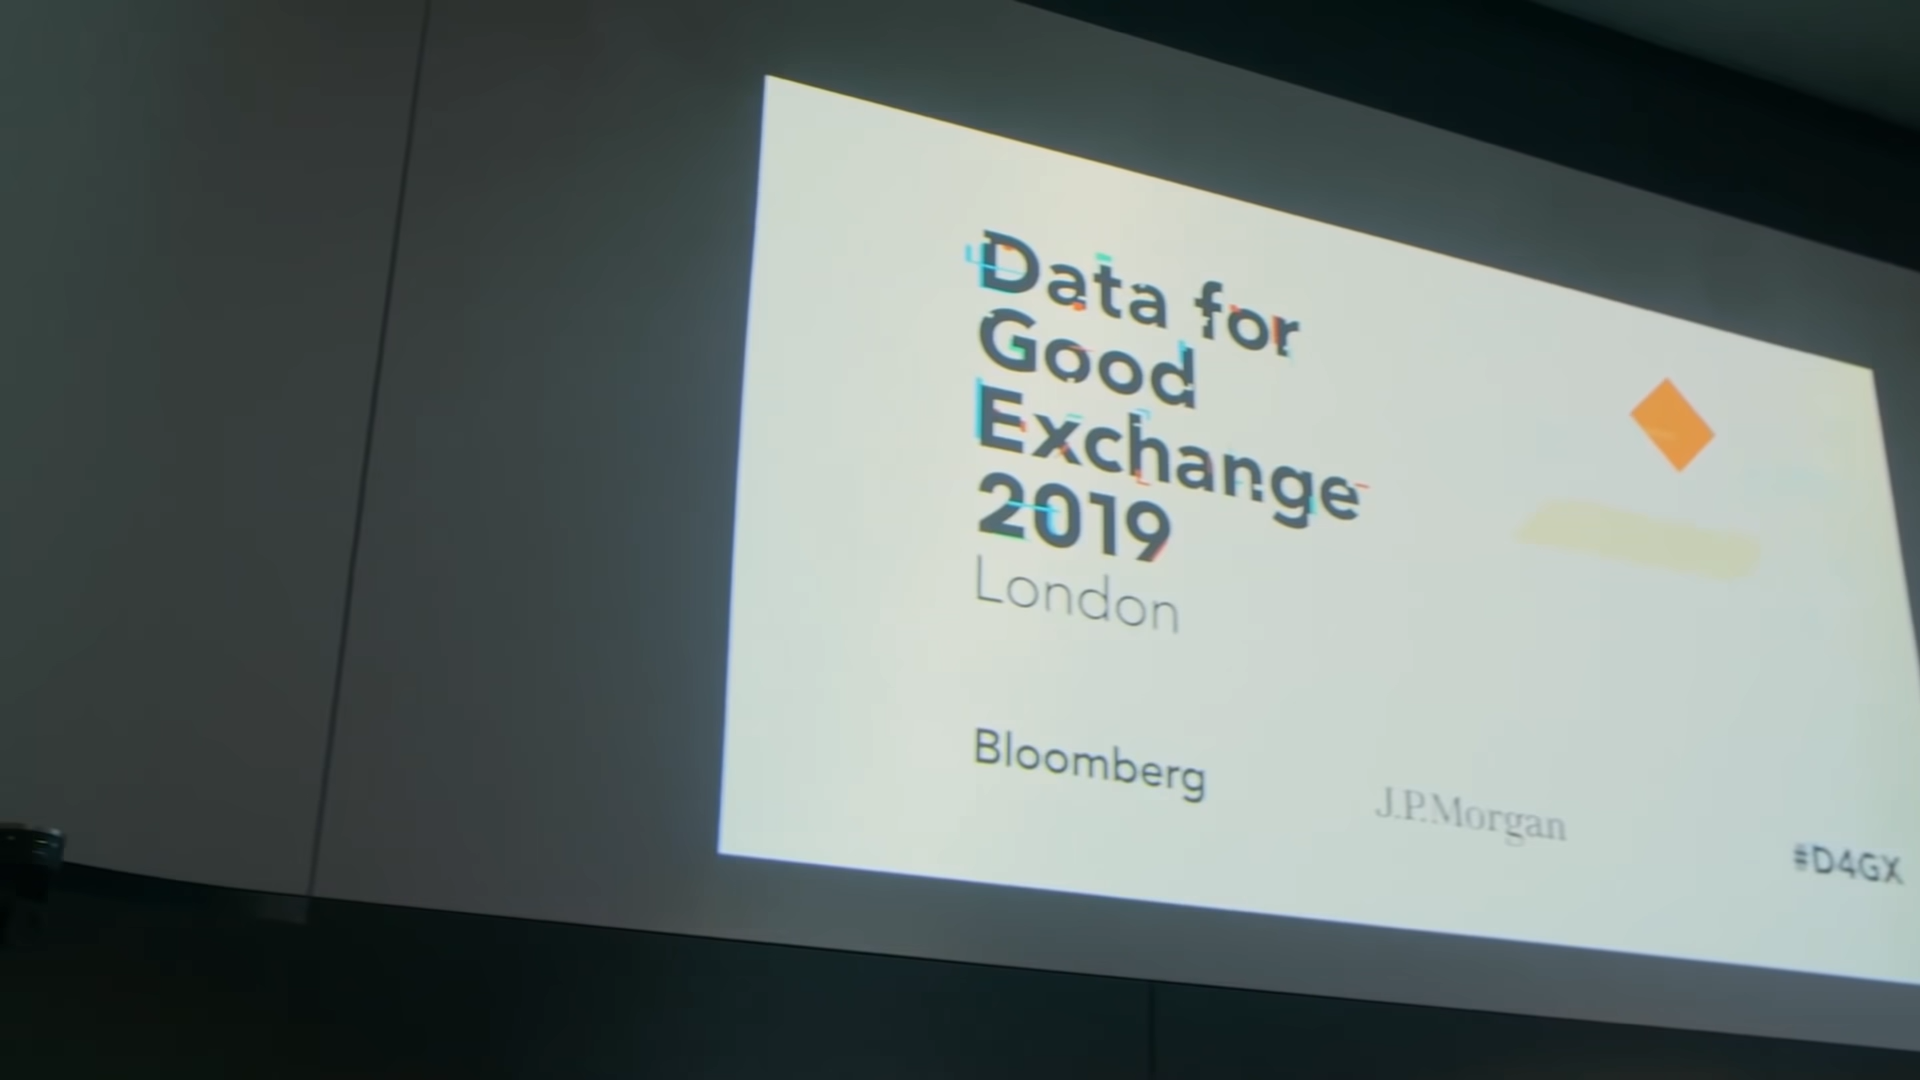 Data for
Good
Exchange
2019
London
Bloomberg
J.P.Morgan
#D4GX